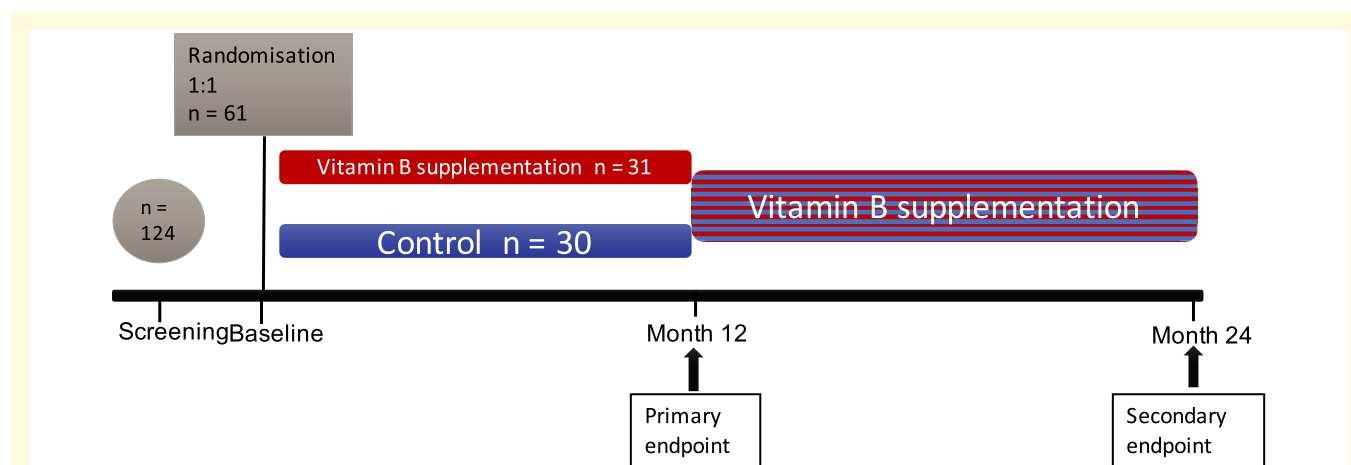 Randomisation
1:1
n = 61
Vitamin B supplementation n = 31
n =
124
Vitamin B supplementation
Control n = 30
Screening
Baseline
Month 12
Month 24
Primary
endpoint
Secondary
endpoint